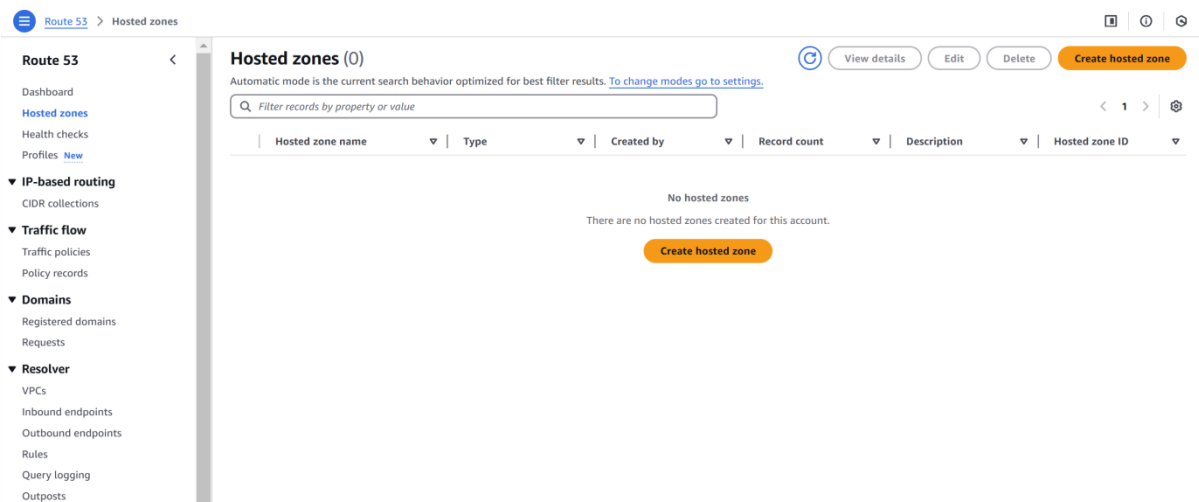 Route 53 > Hosted zones
Route 53
Dashboard
Hosted zones
Health checks
Profiles New
IP-based routing
CIDR collections
Traffic flow
Traffic policies
Policy records
Domains
Registered domains
Requests
Resolver
VPCs
Inbound endpoints
Outbound endpoints
Rules
Query logging
Outposts
Hosted zones (0)
View details
Edit
Delete
Create hosted zone
Automatic mode is the current search behavior optimized for best filter results. To change modes go to settings.
Filter records by property or value
1
Hosted zone name Type Created by Record count Description Hosted zone ID
No hosted zones
There are no hosted zones created for this account.
Create hosted zone